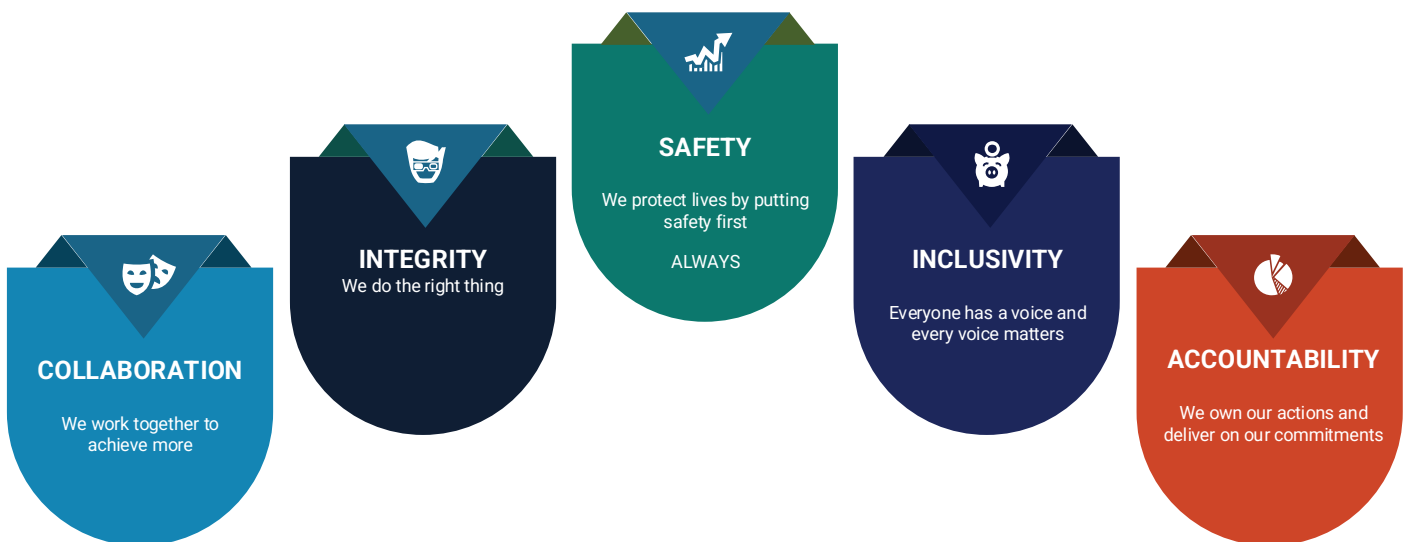 COLLABORATION
We work together to
achieve more
INTEGRITY
We do the right thing
SAFETY
We protect lives by putting
safety first
ALWAYS
INCLUSIVITY
Everyone has a voice and
every voice matters
ACCOUNTABILITY
We own our actions and
deliver on our commitments